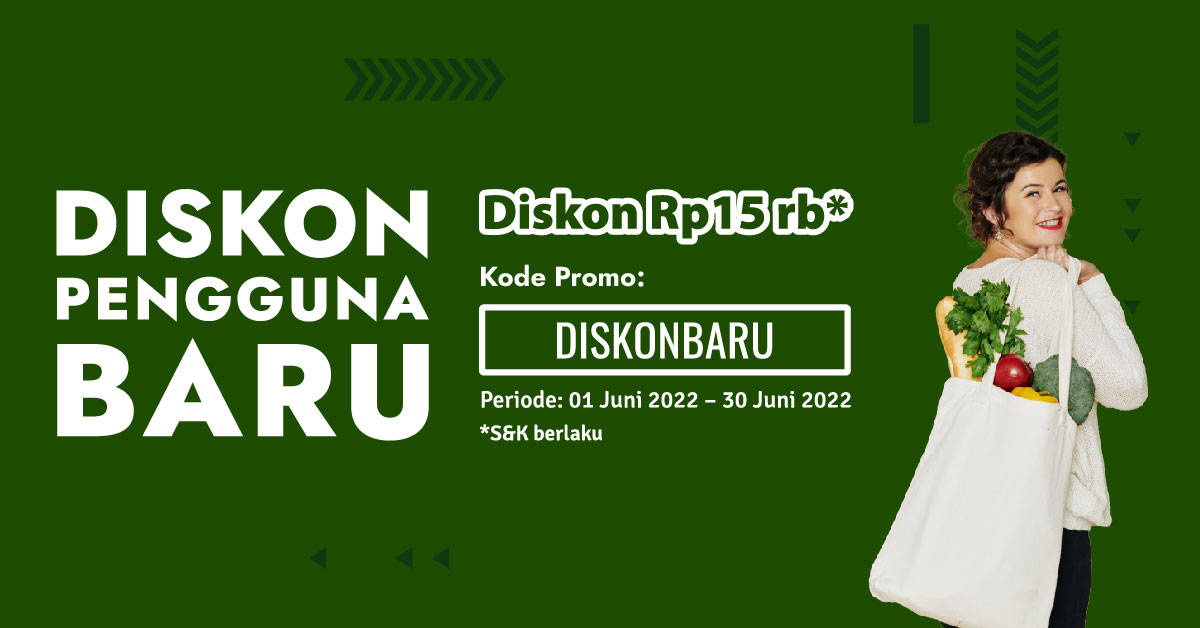 DISKON
PENGGUNA
BARU
Diskon Rp15 rb*
Kode Promo:
DISKONBARU
Periode: 01 Juni 2022 – 30 Juni 2022
*S&K berlaku